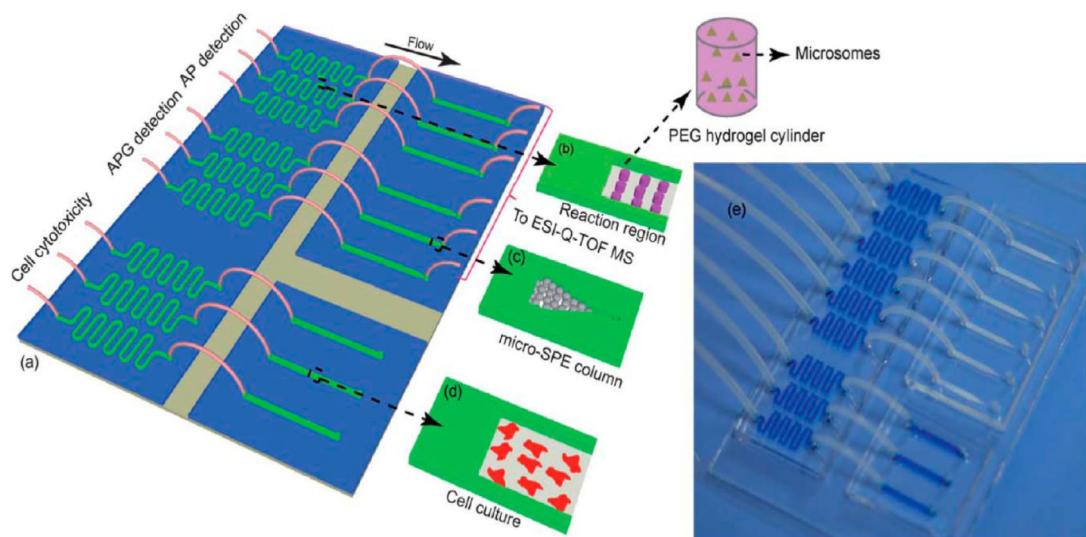 Flow
AP detection
APG detection
Cell cytotoxicity
(a)
Microsomes
PEG hydrogel cylinder
(b)
Reaction region
To ESI-Q-TOF MS
(c)
micro-SPE column
(d)
Cell culture
(e)